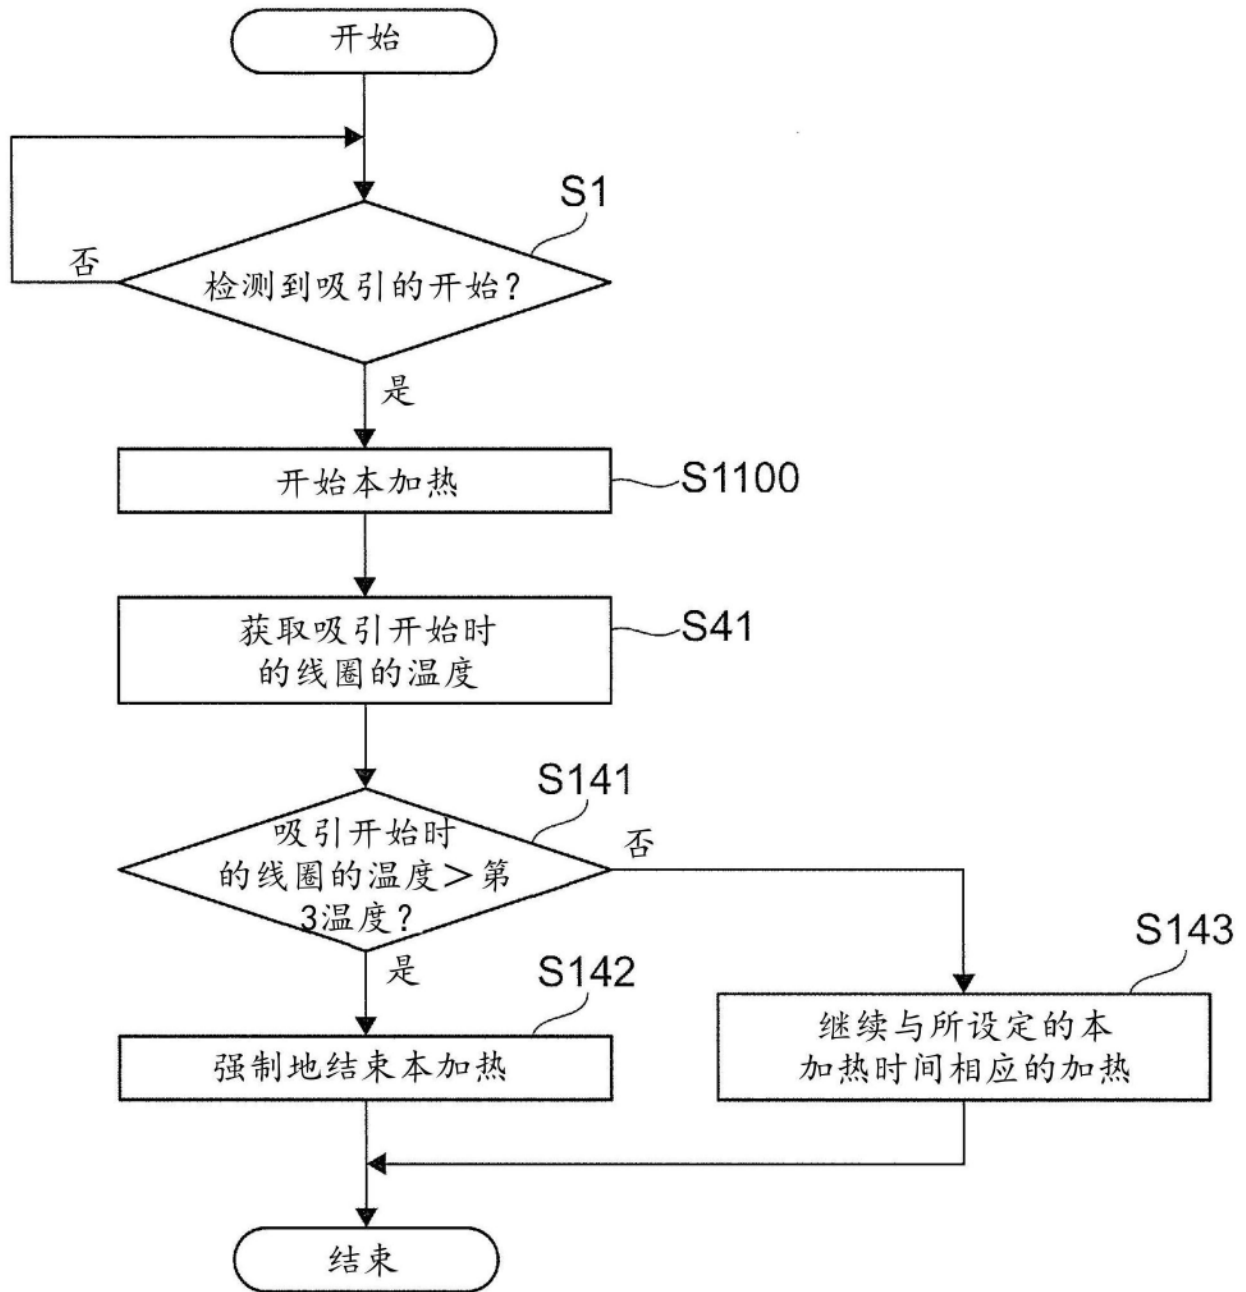 开始
S1
否
检测到吸引的开始?
是
开始本加热
S1100
获取吸引开始时
的线圈的温度
S41
S141
吸引开始时
的线圈的温度>第
3温度?
否
是
S142
强制地结束本加热
S143
继续与所设定的本
加热时间相应的加热
结束